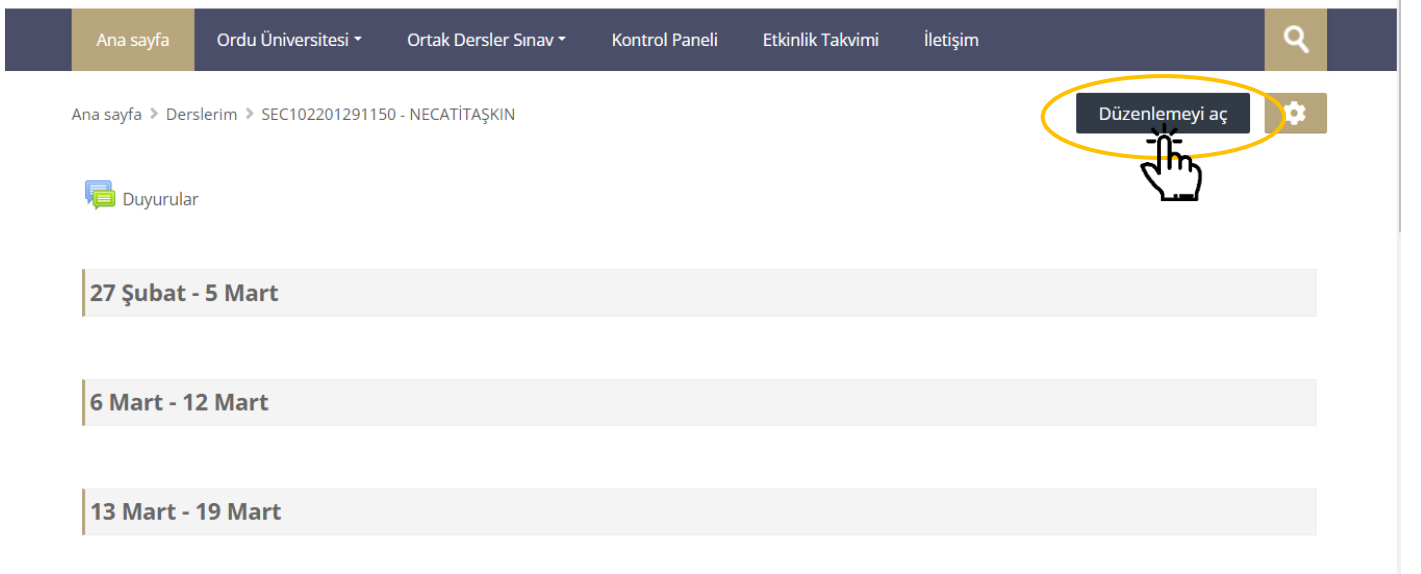 Ana sayfa Ordu Üniversitesi Ortak Dersler Sınav Kontrol Paneli Etkinlik Takvimi İletişim
Ana sayfa > Derslerim > SEC102201291150 - NECATİTAŞKIN
Düzenlemeyi aç
Duyurular
27 Şubat - 5 Mart
6 Mart - 12 Mart
13 Mart - 19 Mart